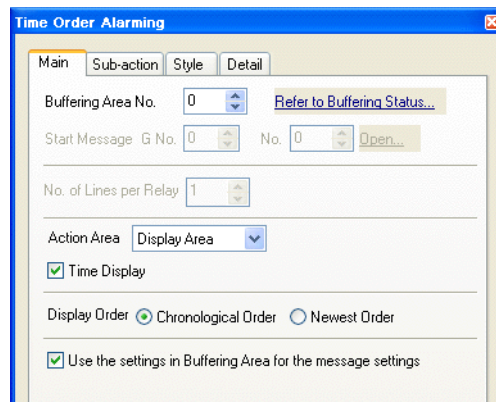 Time Order Alarming
Main Sub-action Style Detail
Buffering Area No. 0 Refer to Buffering Status...
Start Message G No. 0 No. 0 Open...
No. of Lines per Relay 1
Action Area Display Area
Time Display
Display Order Chronological Order Newest Order
Use the settings in Buffering Area for the message settings